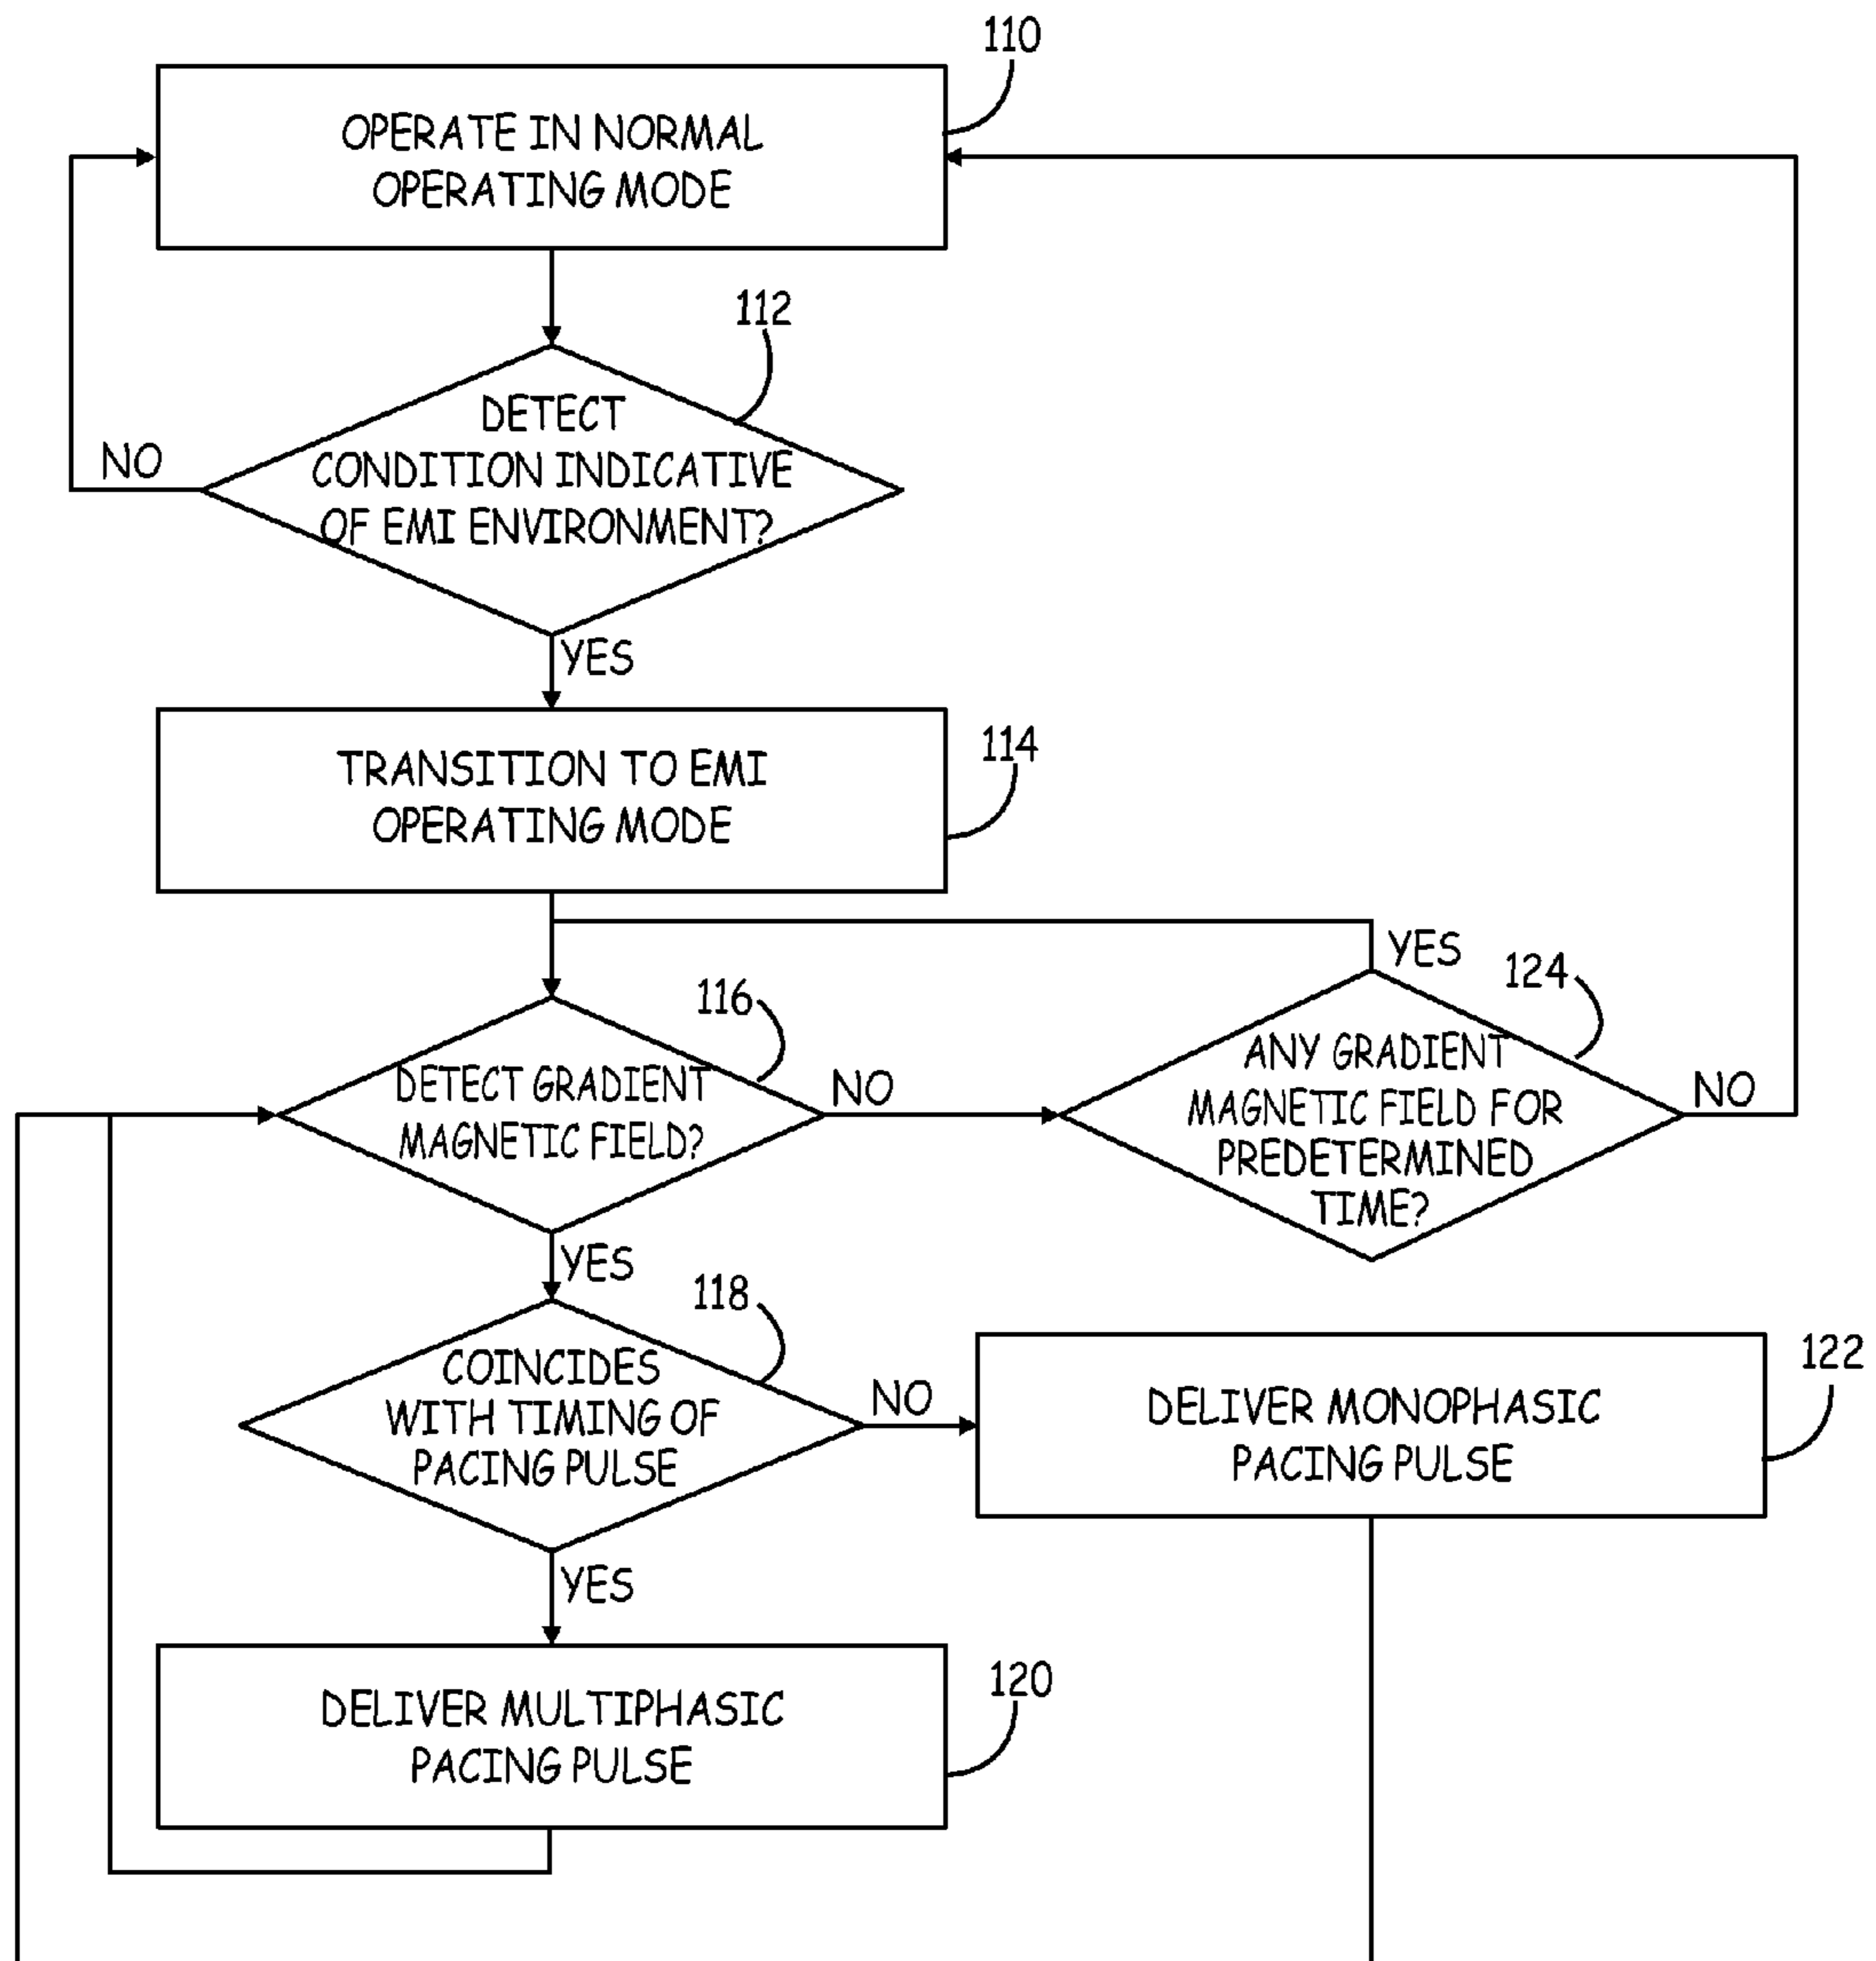 110
OPERATE IN NORMAL
OPERATING MODE
112
DETECT
CONDITION INDICATIVE
OF EMI ENVIRONMENT?
NO
YES
TRANSITION TO EMI
OPERATING MODE
114
YES
124
116
DETECT GRADIENT
MAGNETIC FIELD?
NO
ANY GRADIENT
MAGNETIC FIELD FOR
PREDETERMINED
TIME?
NO
YES
118
COINCIDES
WITH TIMING OF
PACING PULSE
NO
DELIVER MONOPHASIC
PACING PULSE
122
YES
DELIVER MULTIPHASIC
PACING PULSE
120